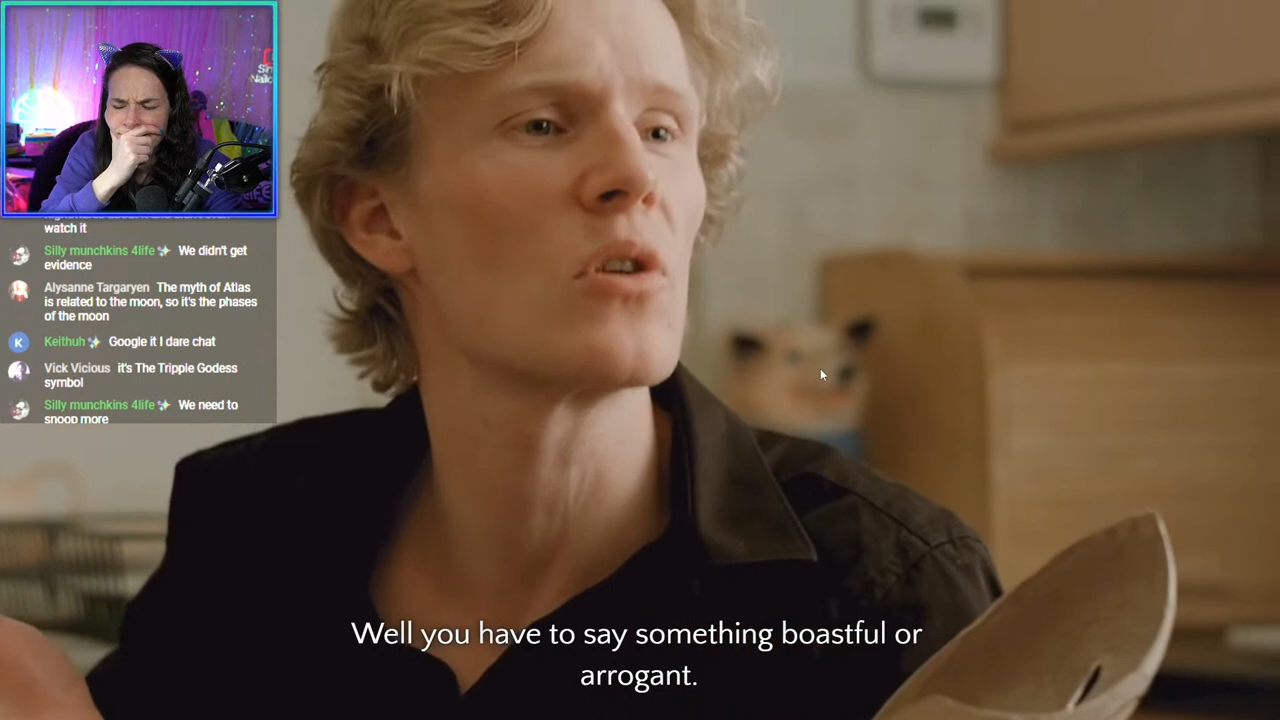 watch it
Silly munchkins 4life We didn't get
evidence
Alysanne Targaryen The myth of Atlas
is related to the moon, so it's the phases
of the moon
K
Keithuh Google it I dare chat
Vick Vicious it's The Tripple Godess
symbol
Silly munchkins 4life We need to
snoop more
Well you have to say something boastful or
arrogant.